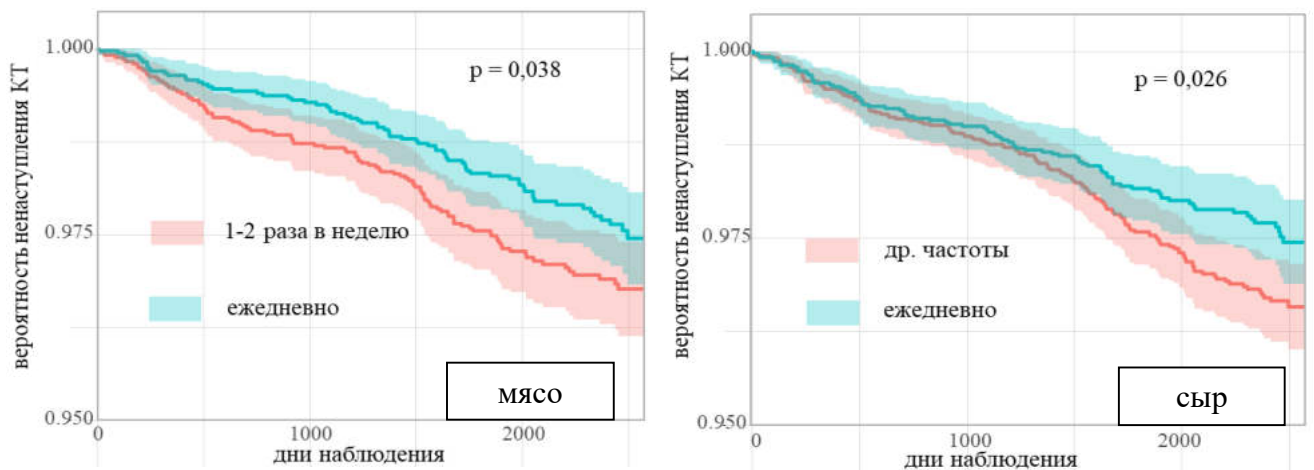 вероятность ненаступления КТ
1.000
0.975
0.950
p = 0,038
1-2 раза в неделю
ежедневно
мясо
0
1000
2000
дни наблюдения
вероятность ненаступления КТ
1.000
0.975
0.950
p = 0,026
др. частоты
ежедневно
сыр
0
1000
2000
дни наблюдения